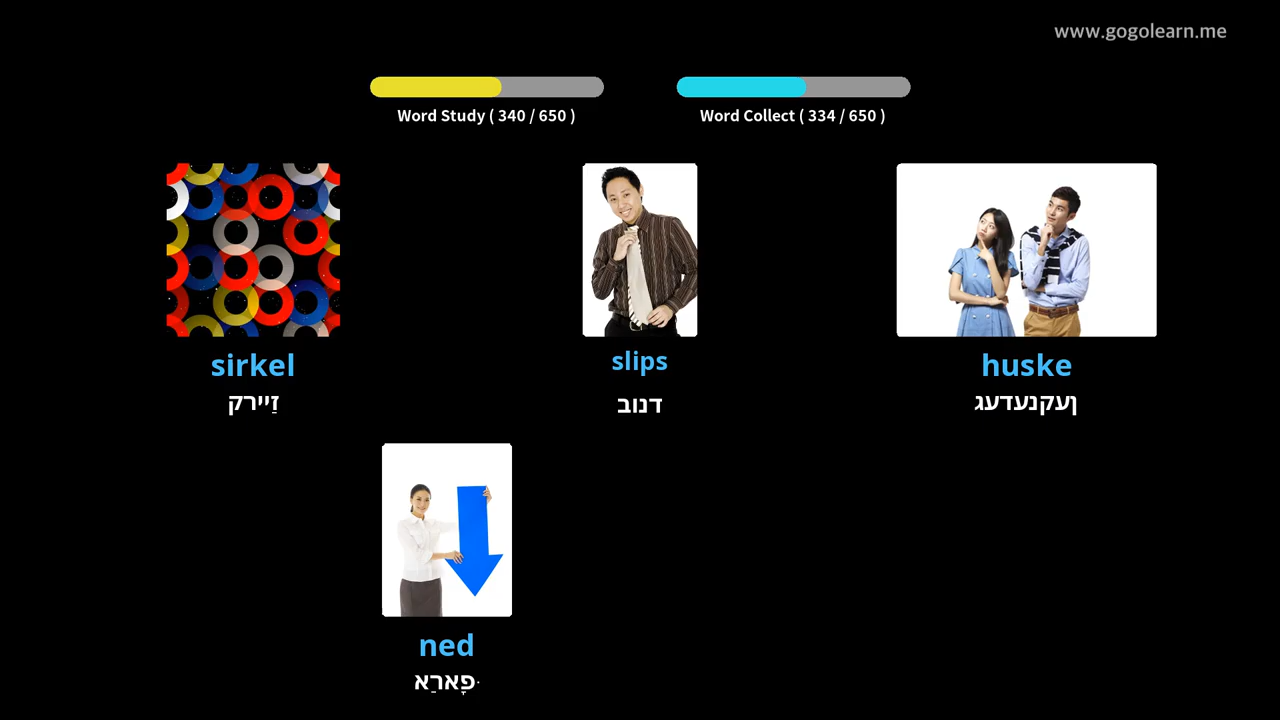 www.gogolearn.me
Word Study ( 340 / 650 )
Word Collect ( 334 / 650 )
sirkel
זַיירק
slips
דנוב
huske
ןעקנעדעג
ned
ּפָארַא